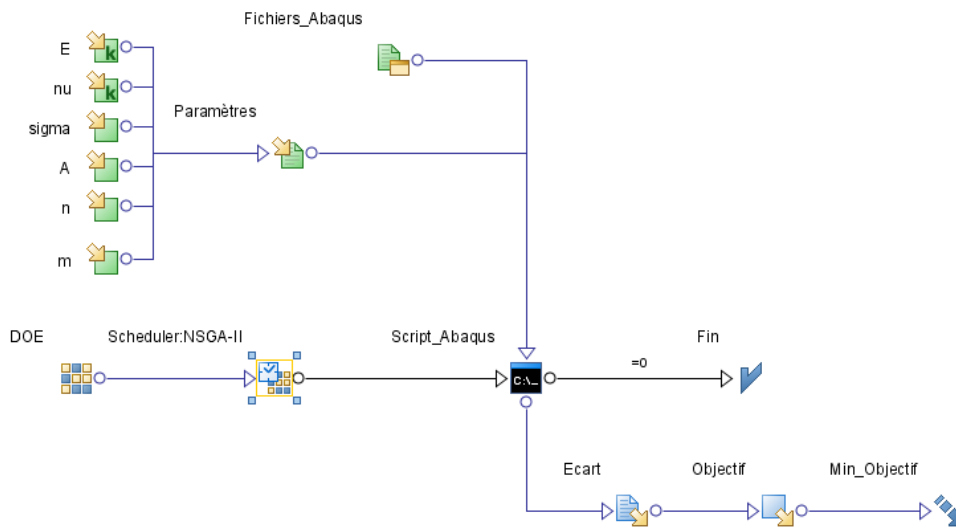 Fichiers_Abaqus
E
k
nu
k
Paramètres
sigma
A
n
m
DOE
Scheduler:NSGA-II
Script_Abaqus
Fin
=0
C:\_
Ecart
Objectif
Min_Objectif